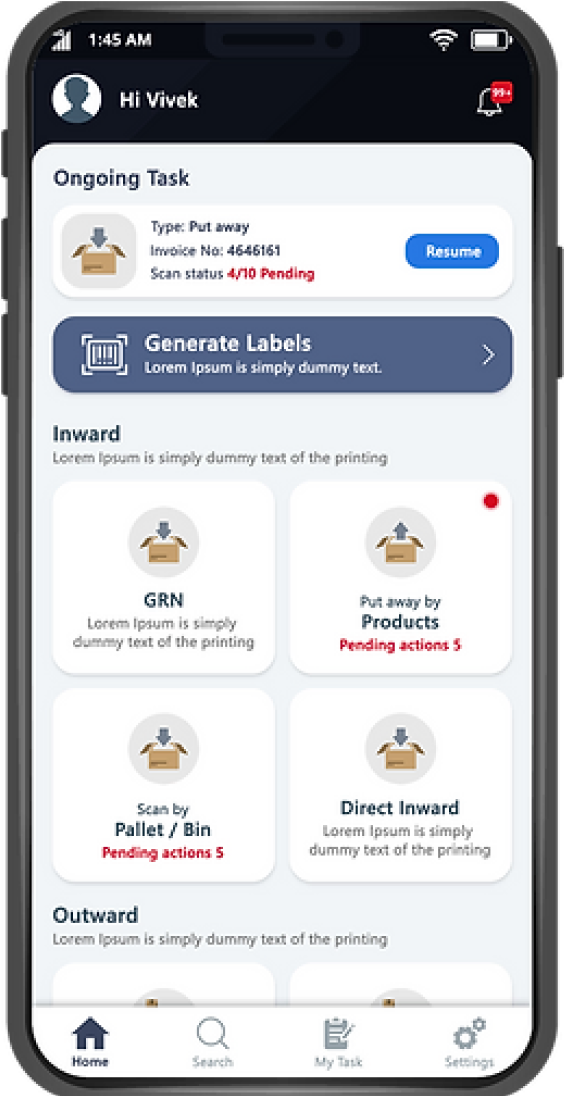 1:45 AM
Hi Vivek
99+
Ongoing Task
Type: Put away
Invoice No: 4646161
Scan status 4/10 Pending
Resume
Generate Labels
Lorem Ipsum is simply dummy text.
Inward
Lorem Ipsum is simply dummy text of the printing
GRN
Lorem Ipsum is simply
dummy text of the printing
Put away by
Products
Pending actions 5
Scan by
Pallet / Bin
Pending actions 5
Direct Inward
Lorem Ipsum is simply
dummy text of the printing
Outward
Lorem Ipsum is simply dummy text of the printing
Home
Search
My Task
Settings